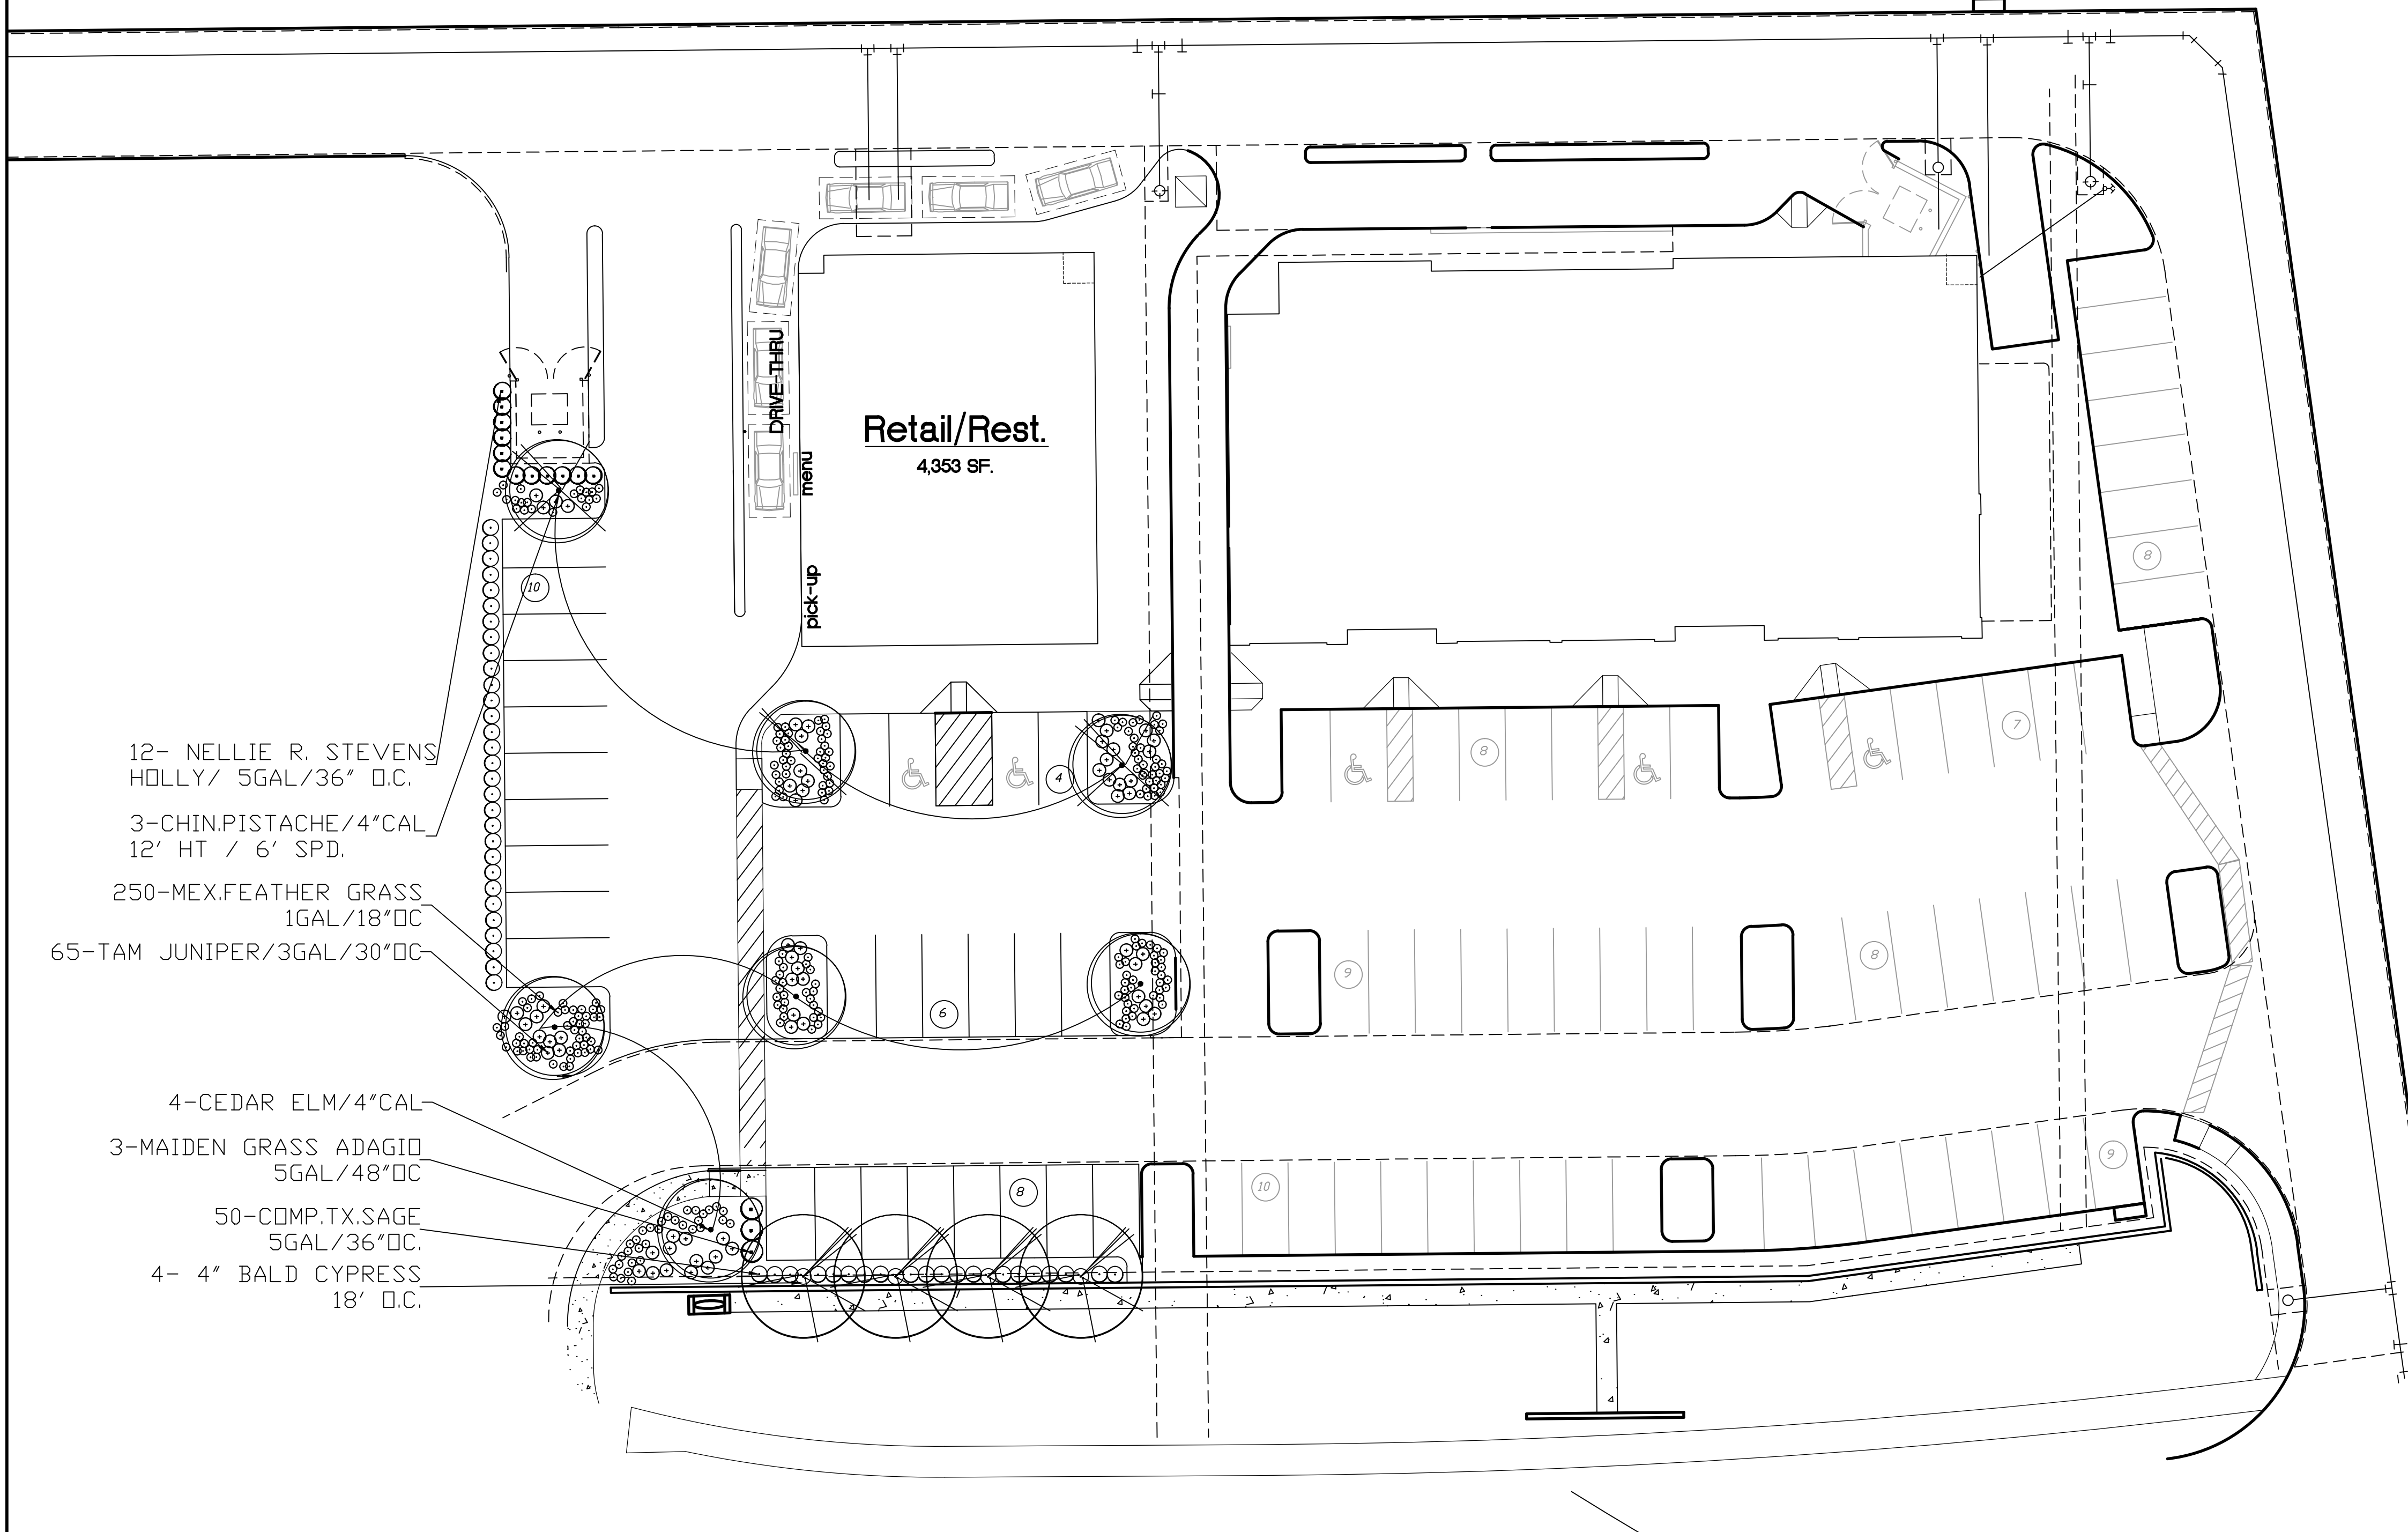 DRIVE-THRU
menu
pick-up
Retail/Rest.
4,353 SF.
8
10
12- NELLIE R. STEVENS
HOLLY/ 5GAL/36" O.C.
3-CHIN.PISTACHE/4"CAL
12' HT / 6' SPD.
250-MEX.FEATHER GRASS
1GAL/18"OC
65-TAM JUNIPER/3GAL/30"OC
4-CEDAR ELM/4"CAL
3-MAIDEN GRASS ADAGIO
5GAL/48"OC
50-COMP.TX.SAGE
5GAL/36"OC.
4- 4" BALD CYPRESS
18' O.C.
4
8
7
6
9
8
8
10
9